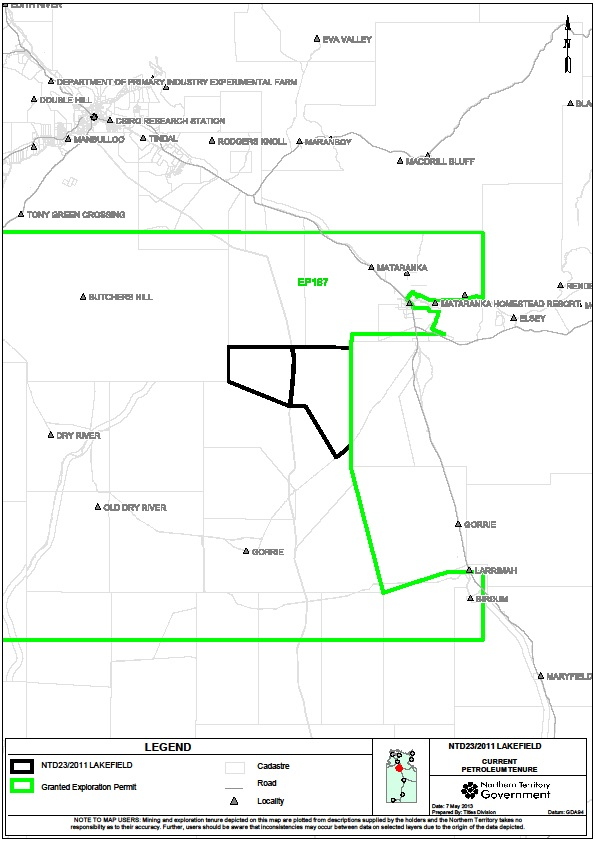 EDITH RIVER
EVA VALLEY
DEPARTMENT OF PRIMARY INDUSTRY EXPERIMENTAL FARM
DOUBLE HILL
CSIRO RESEARCH STATION
MANBULLOO
TINDAL
RODGERS KNOLL
MARANBOY
MACDRILL BLUFF
TONY GREEN CROSSING
EP167
MATARANKA
BUTCHERS HILL
MATARANKA HOMESTEAD RESORT
ELSEY
DRY RIVER
OLD DRY RIVER
GORRIE
GORRIE
LARRIMAH
BIRDUM
MARYFIELD
N
LEGEND
NTD23/2011 LAKEFIELD
Granted Exploration Permit
Cadastre
Road
Locality
NTD23/2011 LAKEFIELD
CURRENT
PETROLEUM TENURE
Northern Territory
Government
Date: 7 May 2013
Prepared By: Titles Division
Datum: GDA94
NOTE TO MAP USERS: Mining and exploration tenure depicted on this map are plotted from descriptions supplied by the holders and the Northern Territory takes no
responsibility as to their accuracy. Further, users should be aware that inconsistencies may occur between data on selected layers due to the origin of the data depicted.